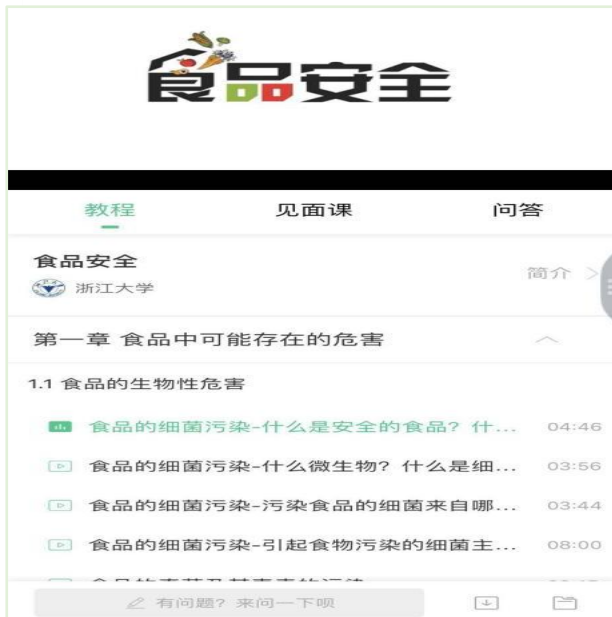 食品安全
教程 见面课 问答
食品安全
浙江大学
简介
第一章 食品中可能存在的危害
1.1 食品的生物性危害
食品的细菌污染-什么是安全的食品？什... 04:46
食品的细菌污染-什么微生物？什么是细... 03:56
食品的细菌污染-污染食品的细菌来自哪... 03:44
食品的细菌污染-引起食物污染的细菌主... 08:00
有问题？来问一下呗